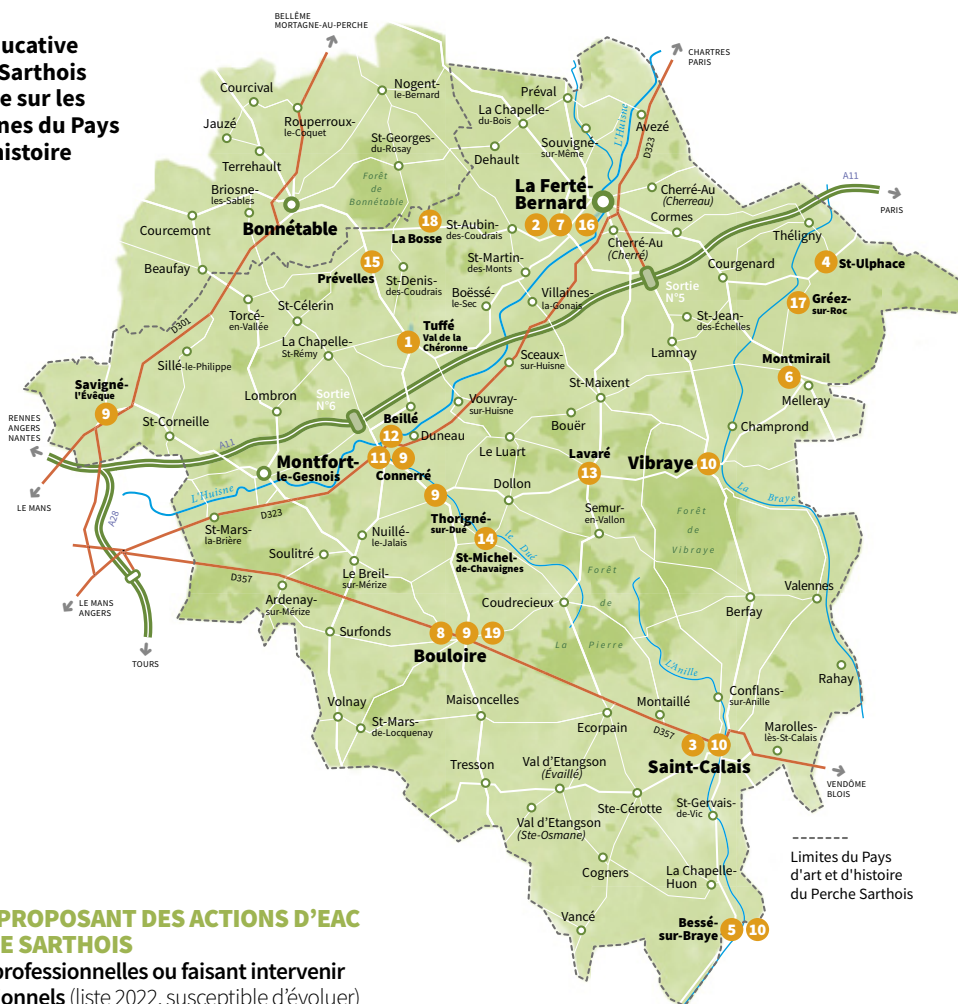 ucative
Sarthois
e sur les
nes du Pays
histoire
BELLÊME
MORTAGNE-AU-PERCHE
CHARTRES
PARIS
Courcival
Nogent-
le-Bernard
Préval
La Chapelle-
du-Bois
L'Huisne
Avezé
Jauzé
Rouperroux-
le-Coquet
St-Georges-
du-Rosay
Souvigné-
sur-Même
D323
Terrehault
Dehault
Forêt
de
Bonnétable
La Ferté-
Bernard
2 7 16
Cherré-Au
(Cherreau)
A11
PARIS
Briosne-
les-Sables
Bonnétable
18
La Bosse
St-Aubin-
des-Coudrais
Cormes
Courcemont
Cherré-Au
(Cherré)
Théligny
Beaufay
15
Prévelles
St-Denis-
des-Coudrais
St-Martin-
des-Monts
Courgenard
4
St-Ulphace
Sortie
N°5
Boëssé-
le-Sec
Villaines-
la-Gonais
17
Gréez-
sur-Roc
Torcé-
en-Vallée
St-Célerin
St-Jean-
des-Échelles
D301
La Chapelle-
St-Rémy
1
Tuffé
Val de la
Chéronne
Lamnay
Sillé-le-Philippe
Sceaux-
sur-Huisne
Montmirail
6
Melleray
Savigné-
l'Évêque
9
Lombron
Sortie
N°6
St-Maixent
Vouvray-
sur-Huisne
RENNES
ANGERS
NANTES
St-Corneille
Beillé
12
Duneau
Bouër
Champrond
A11
Le Luart
Lavaré
13
Vibraye
10
Montfort-
le-Gesnois
11 9
Connerré
LE MANS
L'Huisne
9
Thorigné-
sur-Dué
Dollon
La
Braye
A28
D323
St-Mars-
la-Brière
Semur-
en-Vallon
Forêt
de
Vibraye
Nuillé-
le-Jalais
14
St-Michel-
de-Chavaignes
le Dué
Soulitré
Le Breil-
sur-Mérize
Forêt
de
La Pierre
D357
Ardenay-
sur-Mérize
Valennes
LE MANS
ANGERS
Coudrecieux
Berfay
Surfonds
8 9 19
Bouloire
TOURS
L'Anille
Rahay
Volnay
Maisoncelles
Montaillé
Conflans-
sur-Anille
St-Mars-
de-Locquenay
Ecorpain
D357
Marolles-
lès-St-Calais
3 10
Saint-Calais
Tresson
Val d'Etangson
(Évaillé)
VENDÔME
BLOIS
Ste-Cérotte
St-Gervais-
de-Vic
Val d'Etangson
(Ste-Osmane)
Cogners
La Chapelle-
Huon
Limites du Pays
d'art et d'histoire
du Perche Sarthois
Vancé
Bessé-
sur-Braye
5 10
PROPOSANT DES ACTIONS D'EAC
E SARTHOIS
professionnelles ou faisant intervenir
onnels (liste 2022, susceptible d'évoluer)